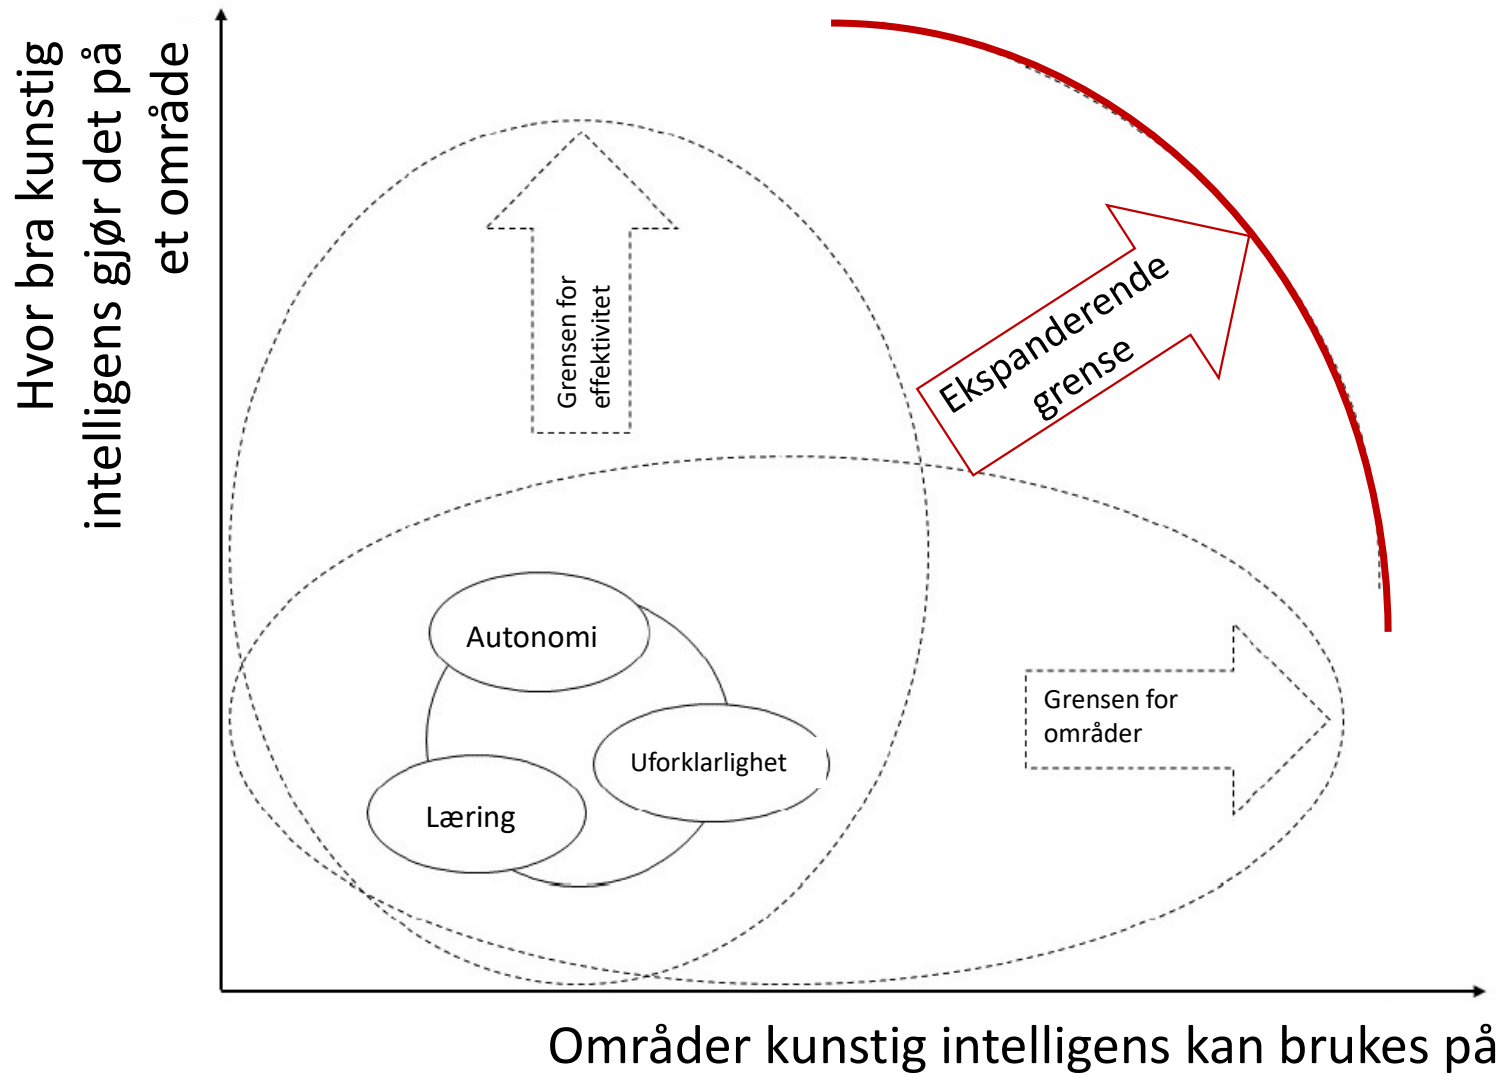 Hvor bra kunstig
intelligens gjør det på
et område
Grensen for
effektivitet
Ekspanderende
grense
Autonomi
Grensen for
områder
Uforklarlighet
Læring
Områder kunstig intelligens kan brukes på